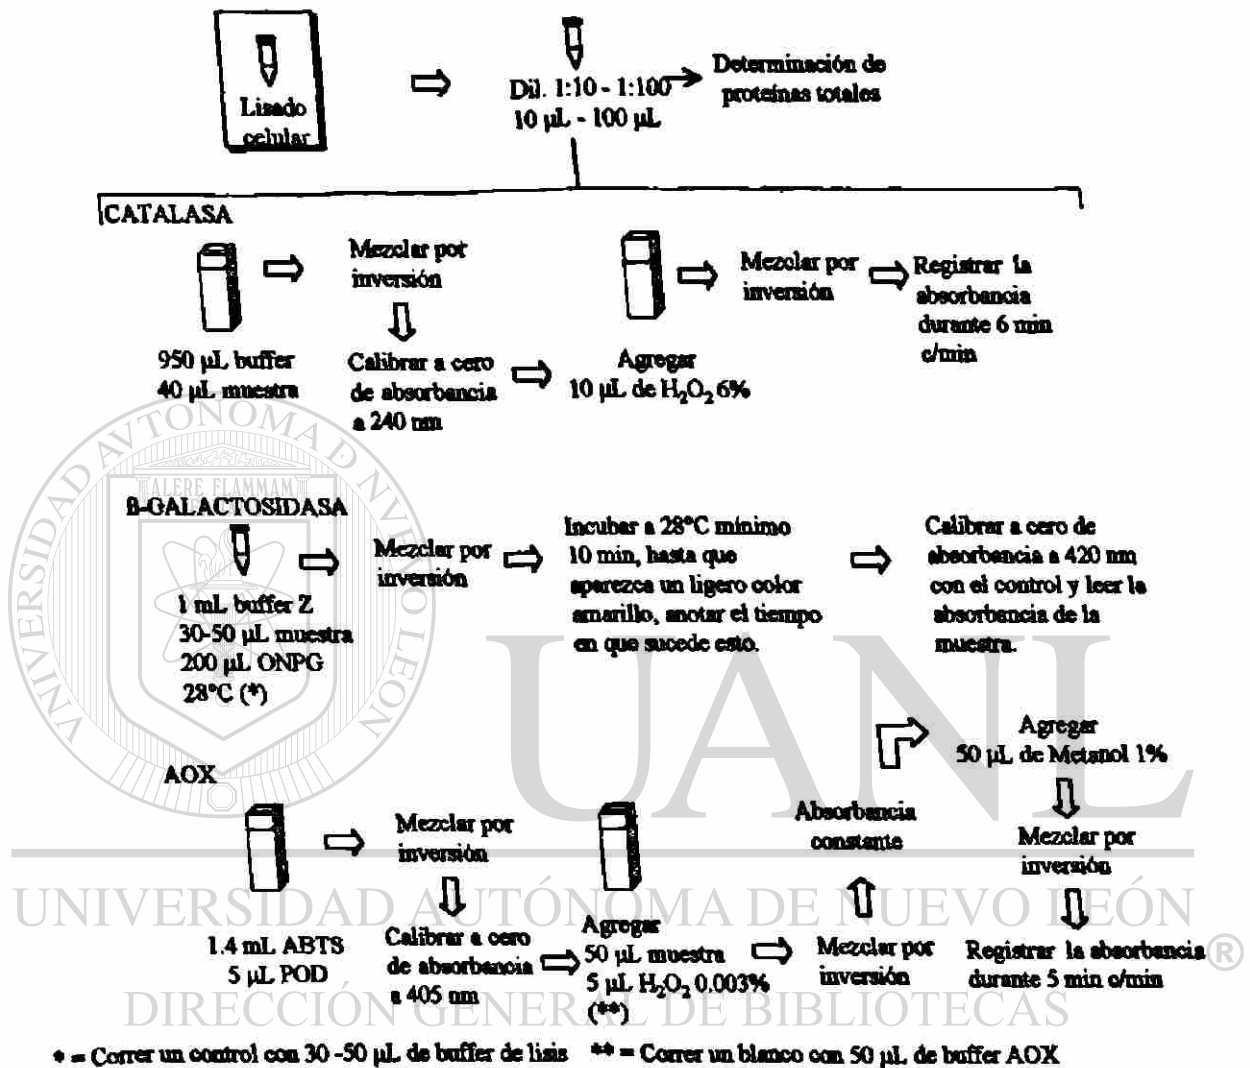 Lisado
celular
Dil. 1:10 - 1:100
10 µL - 100 µL
Determinación de
proteínas totales
CATALASA
950 µL buffer
40 µL muestra
Mezclar por
inversión
Calibrar a cero
de absorbancia
a 240 nm
Agregar
10 µL de H₂O₂ 6%
Mezclar por
inversión
Registrar la
absorbancia
durante 6 min
c/min
ß-GALACTOSIDASA
1 mL buffer Z
30-50 µL muestra
200 µL ONPG
28°C (*)
Mezclar por
inversión
Incubar a 28°C mínimo
10 min, hasta que
aparezca un ligero color
amarillo, anotar el tiempo
en que sucede esto.
Calibrar a cero de
absorbancia a 420 nm
con el control y leer la
absorbancia de la
muestra.
AOX
1.4 mL ABTS
5 µL POD
Mezclar por
inversión
Calibrar a cero
de absorbancia
a 405 nm
Agregar
50 µL muestra
5 µL H₂O₂ 0.003%
(**)
Mezclar por
inversión
Absorbancia
constante
Agregar
50 µL de Metanol 1%
Mezclar por
inversión
Registrar la absorbancia
durante 5 min c/min
* = Correr un control con 30 -50 µL de buffer de lisis ** = Correr un blanco con 50 µL de buffer AOX
UNIVERSIDAD AUTONOMA D NUEVO LEON
ALERE FLAMMAM
UANL
UNIVERSIDAD AUTÓNOMA DE NUEVO LEÓN
®
DIRECCIÓN GENERAL DE BIBLIOTECAS